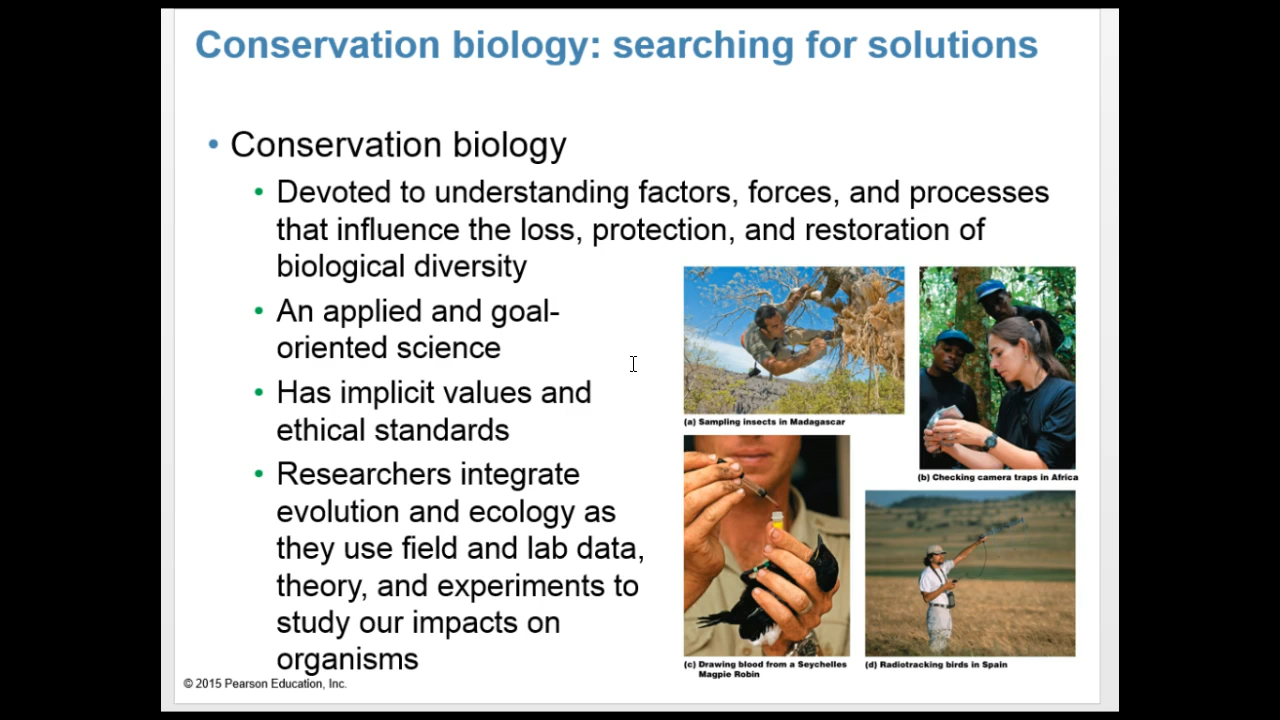 Conservation biology: searching for solutions
• Conservation biology
• Devoted to understanding factors, forces, and processes
that influence the loss, protection, and restoration of
biological diversity
• An applied and goal-
oriented science
• Has implicit values and
ethical standards
• Researchers integrate
evolution and ecology as
they use field and lab data,
theory, and experiments to
study our impacts on
organisms
(a) Sampling insects in Madagascar
(b) Checking camera traps in Africa
(c) Drawing blood from a Seychelles
Magpie Robin
(d) Radiotracking birds in Spain
© 2015 Pearson Education, Inc.